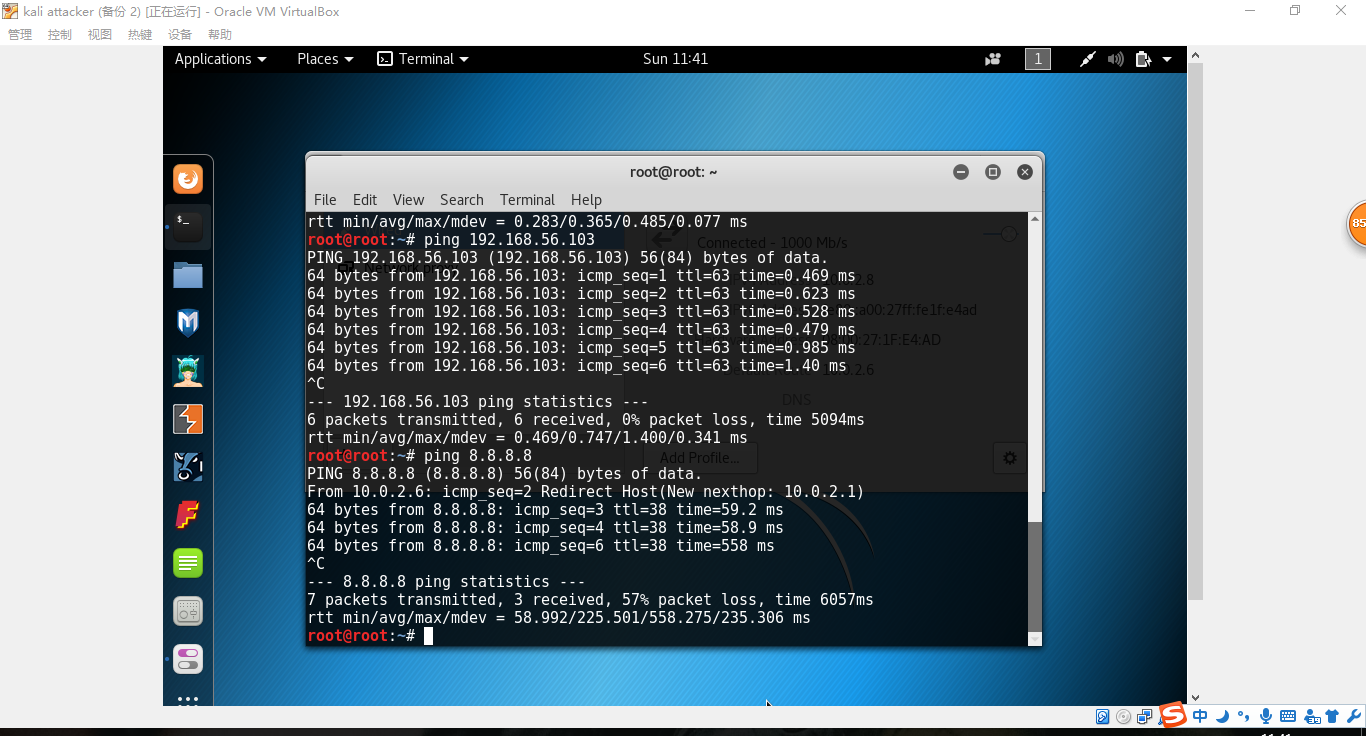 kali attacker (备份 2) [正在运行] - Oracle VM VirtualBox
管理 控制 视图 热键 设备 帮助
Applications Places Terminal Sun 11:41 1
root@root: ~
File Edit View Search Terminal Help
rtt min/avg/max/mdev = 0.283/0.365/0.485/0.077 ms
root@root:~# ping 192.168.56.103
Connected - 1000 Mb/s
PING 192.168.56.103 (192.168.56.103) 56(84) bytes of data.
64 bytes from 192.168.56.103: icmp_seq=1 ttl=63 time=0.469 ms
64 bytes from 192.168.56.103: icmp_seq=2 ttl=63 time=0.623 ms
64 bytes from 192.168.56.103: icmp_seq=3 ttl=63 time=0.528 ms
64 bytes from 192.168.56.103: icmp_seq=4 ttl=63 time=0.479 ms
64 bytes from 192.168.56.103: icmp_seq=5 ttl=63 time=0.985 ms
64 bytes from 192.168.56.103: icmp_seq=6 ttl=63 time=1.40 ms
^C
DNS
--- 192.168.56.103 ping statistics ---
6 packets transmitted, 6 received, 0% packet loss, time 5094ms
rtt min/avg/max/mdev = 0.469/0.747/1.400/0.341 ms
root@root:~# ping 8.8.8.8
Add Profile...
PING 8.8.8.8 (8.8.8.8) 56(84) bytes of data.
From 10.0.2.6: icmp_seq=2 Redirect Host(New nexthop: 10.0.2.1)
64 bytes from 8.8.8.8: icmp_seq=3 ttl=38 time=59.2 ms
64 bytes from 8.8.8.8: icmp_seq=4 ttl=38 time=58.9 ms
64 bytes from 8.8.8.8: icmp_seq=6 ttl=38 time=558 ms
^C
--- 8.8.8.8 ping statistics ---
7 packets transmitted, 3 received, 57% packet loss, time 6057ms
rtt min/avg/max/mdev = 58.992/225.501/558.275/235.306 ms
root@root:~#
85
中